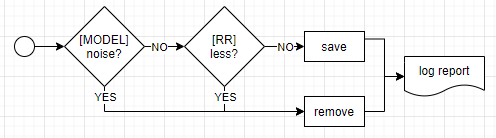 [MODEL]
noise?
NO
[RR]
less?
NO
save
log report
YES
YES
remove